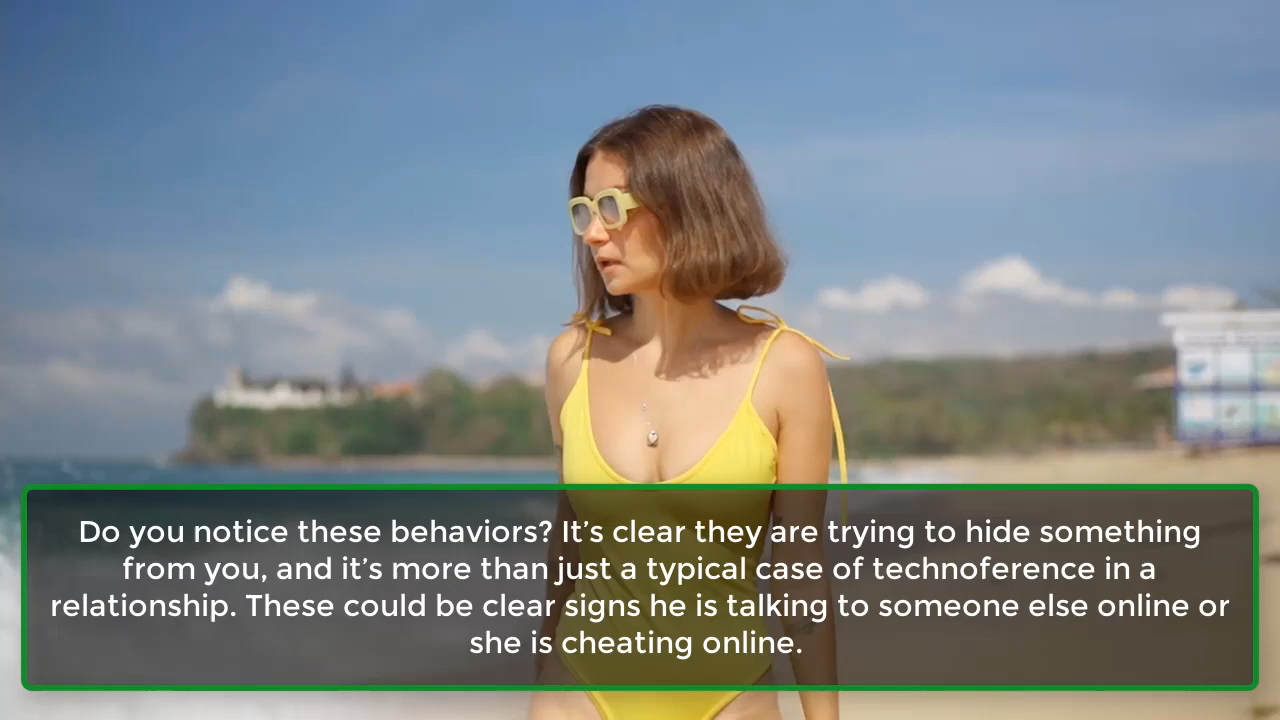 Do you notice these behaviors? It’s clear they are trying to hide something
from you, and it’s more than just a typical case of technoference in a
relationship. These could be clear signs he is talking to someone else online or
she is cheating online.